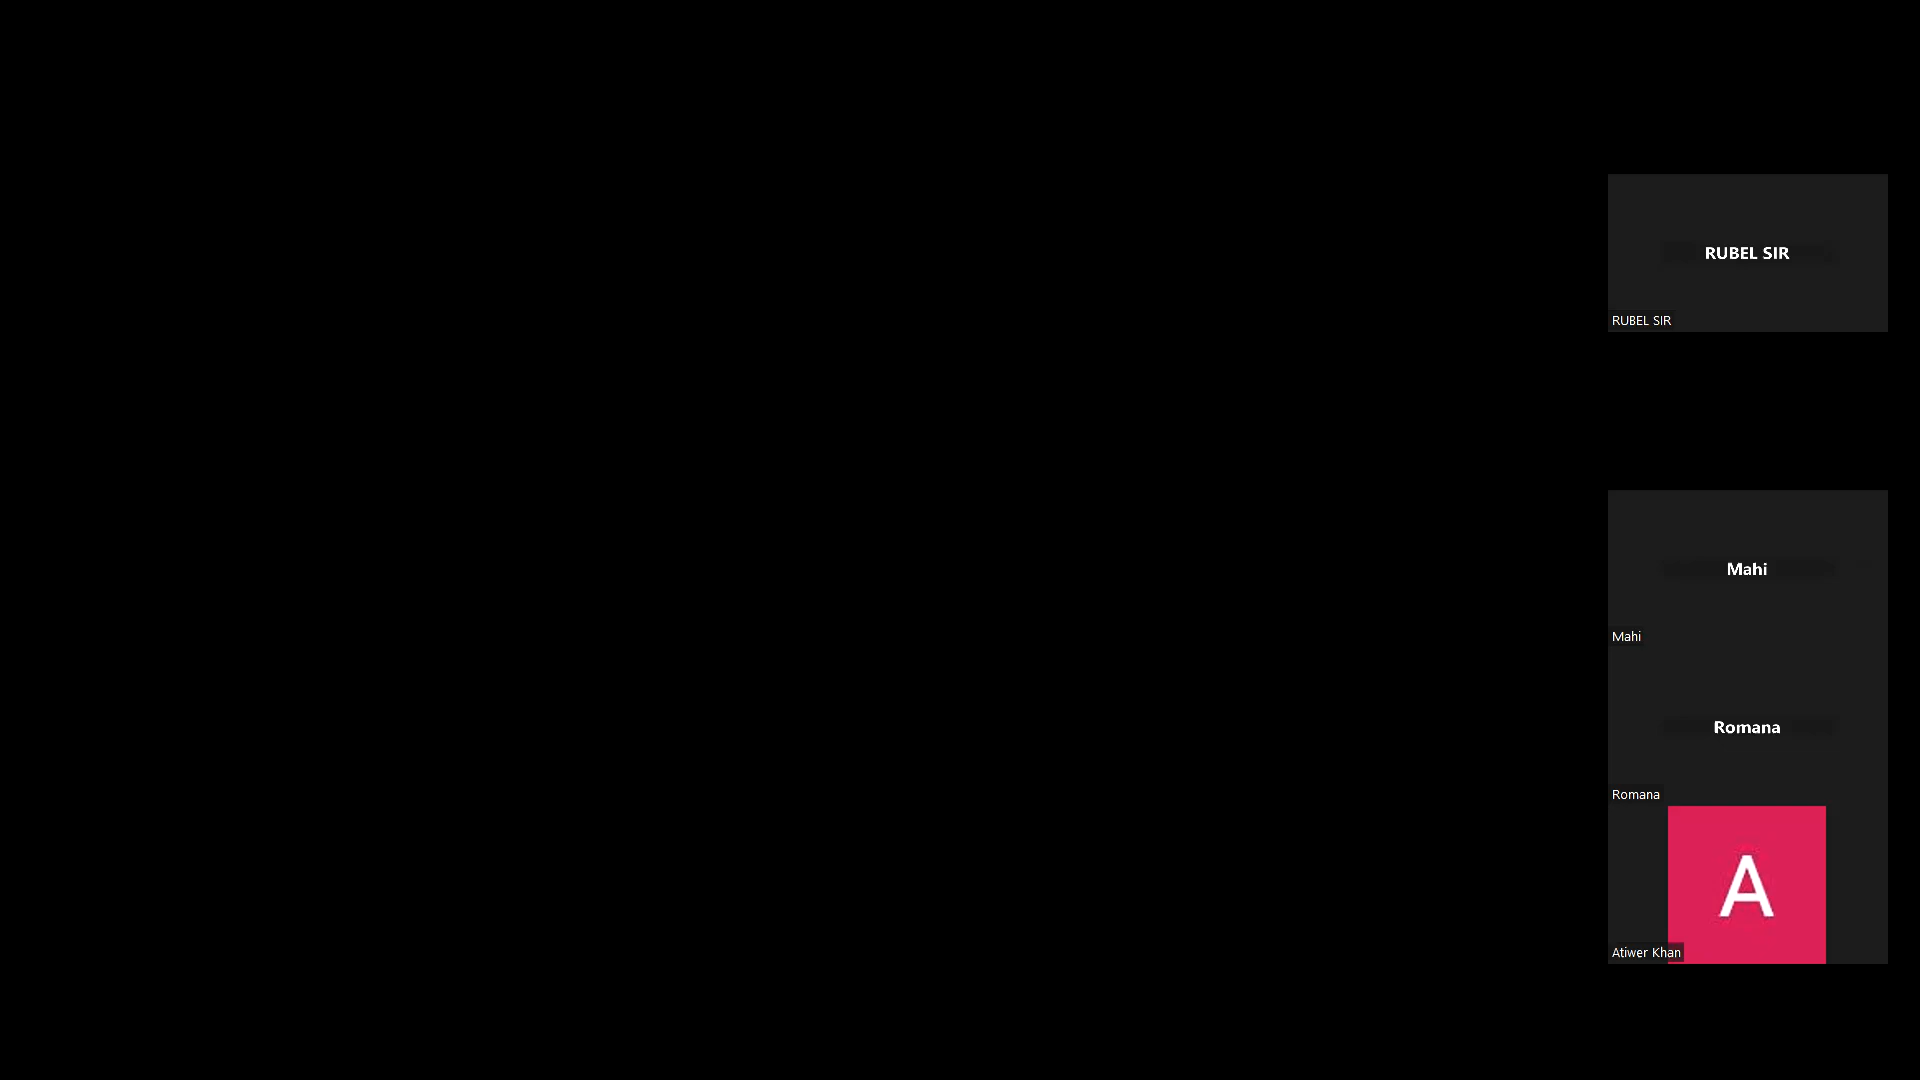 RUBEL SIR
RUBEL SIR
Mahi
Mahi
Romana
Romana
A
Atiwer Khan